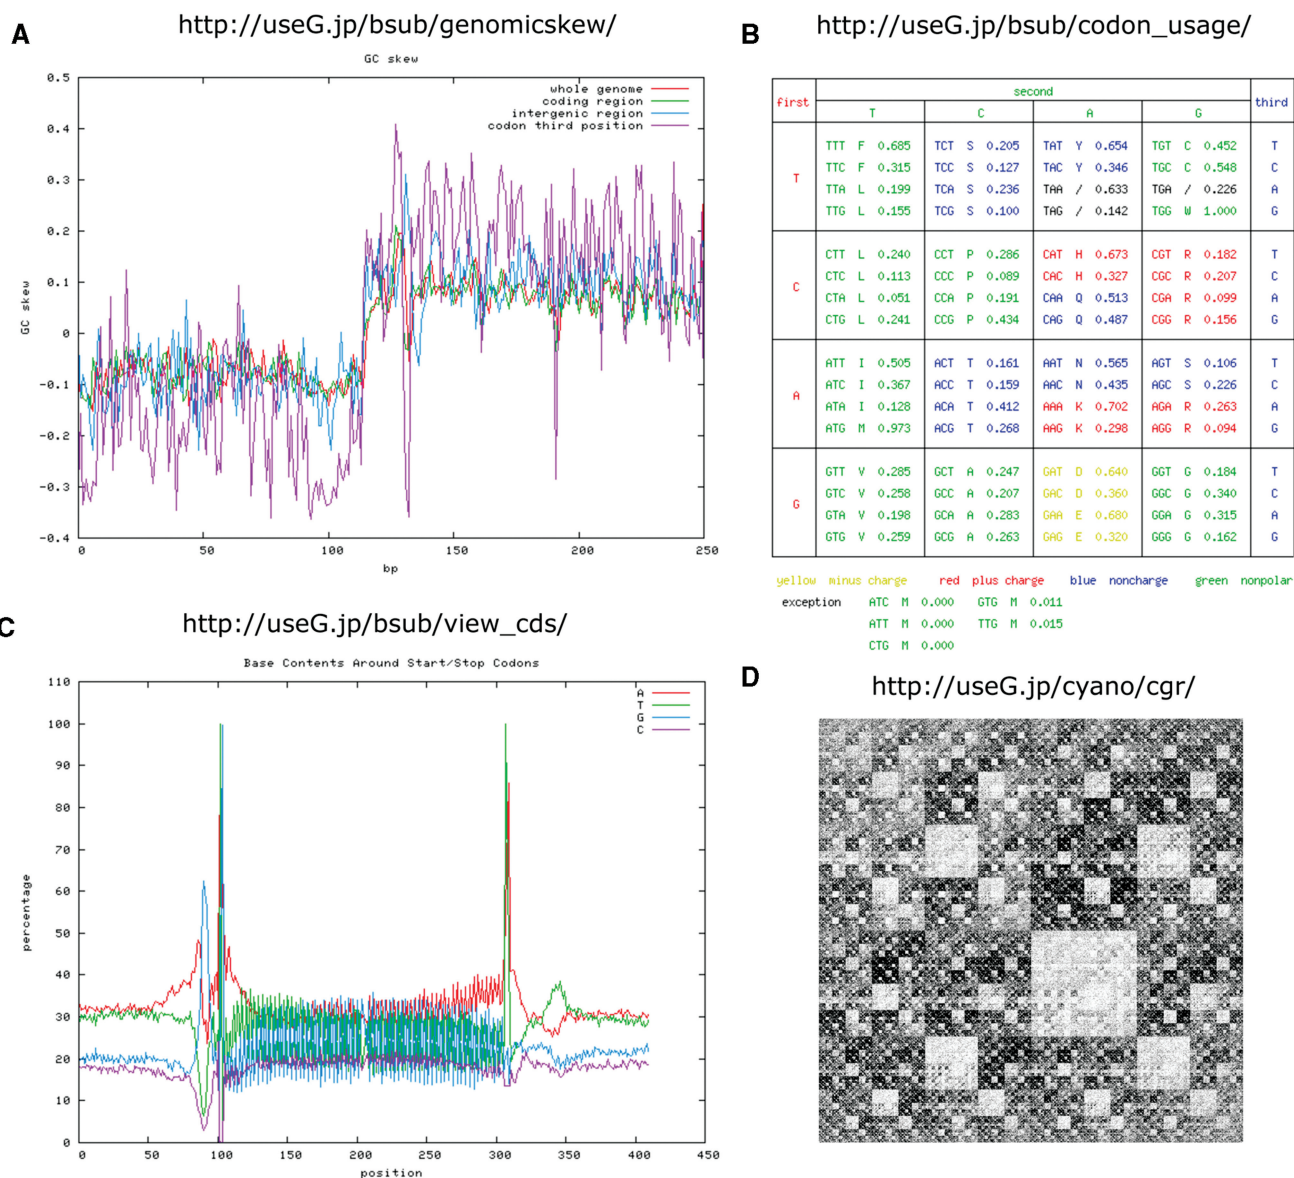 A
http://useG.jp/bsub/genomicskew/
GC skew
whole genome
coding region
intergenic region
codon third position
0.5
0.4
0.3
0.2
0.1
0
-0.1
-0.2
-0.3
-0.4
GC skew
0 50 100 150 200 250
bp
B
http://useG.jp/bsub/codon_usage/
first second third
T C A G
T
TTT F 0.685 TCT S 0.205 TAT Y 0.654 TGT C 0.452 T
TTC F 0.315 TCC S 0.127 TAC Y 0.346 TGC C 0.548 C
TTA L 0.199 TCA S 0.236 TAA / 0.633 TGA / 0.226 A
TTG L 0.155 TCG S 0.100 TAG / 0.142 TGG W 1.000 G
C
CTT L 0.240 CCT P 0.286 CAT H 0.673 CGT R 0.182 T
CTC L 0.113 CCC P 0.089 CAC H 0.327 CGC R 0.207 C
CTA L 0.051 CCA P 0.191 CAA Q 0.513 CGA R 0.099 A
CTG L 0.241 CCG P 0.434 CAG Q 0.487 CGG R 0.156 G
A
ATT I 0.505 ACT T 0.161 AAT N 0.565 AGT S 0.106 T
ATC I 0.367 ACC T 0.159 AAC N 0.435 AGC S 0.226 C
ATA I 0.128 ACA T 0.412 AAA K 0.702 AGA R 0.263 A
ATG M 0.973 ACG T 0.268 AAG K 0.298 AGG R 0.094 G
G
GTT V 0.285 GCT A 0.247 GAT D 0.640 GGT G 0.184 T
GTC V 0.258 GCC A 0.207 GAC D 0.360 GGC G 0.340 C
GTA V 0.198 GCA A 0.283 GAA E 0.680 GGA G 0.315 A
GTG V 0.259 GCG A 0.263 GAG E 0.320 GGG G 0.162 G
yellow minus charge red plus charge blue noncharge green nonpolar
exception ATC M 0.000 GTG M 0.011
ATT M 0.000 TTG M 0.015
CTG M 0.000
C
http://useG.jp/bsub/view_cds/
Base Contents Around Start/Stop Codons
A
T
G
C
110
100
90
80
70
60
50
40
30
20
10
0
percentage
0 50 100 150 200 250 300 350 400 450
position
D
http://useG.jp/cyano/cgr/